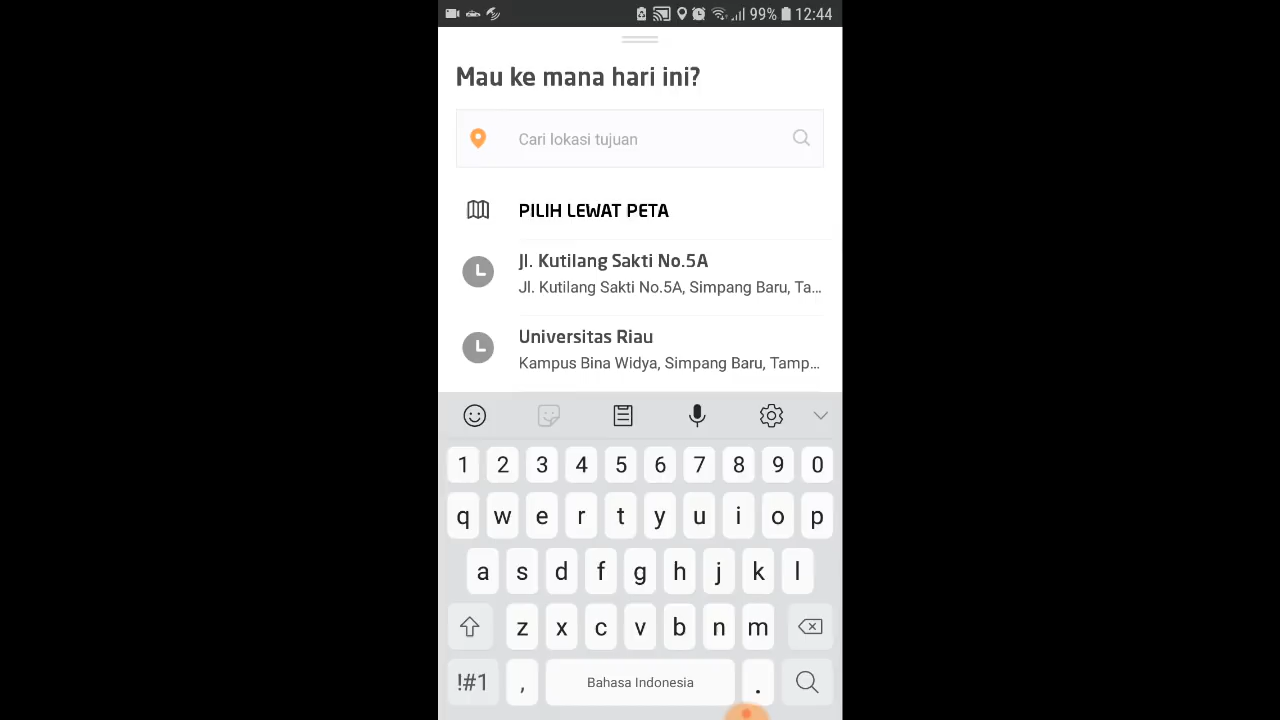 99% 12:44
Mau ke mana hari ini?
Cari lokasi tujuan
PILIH LEWAT PETA
Jl. Kutilang Sakti No.5A
Jl. Kutilang Sakti No.5A, Simpang Baru, Ta...
Universitas Riau
Kampus Bina Widya, Simpang Baru, Tamp...
1 2 3 4 5 6 7 8 9 0
q w e r t y u i o p
a s d f g h j k l
z x c v b n m
!#1 , Bahasa Indonesia .